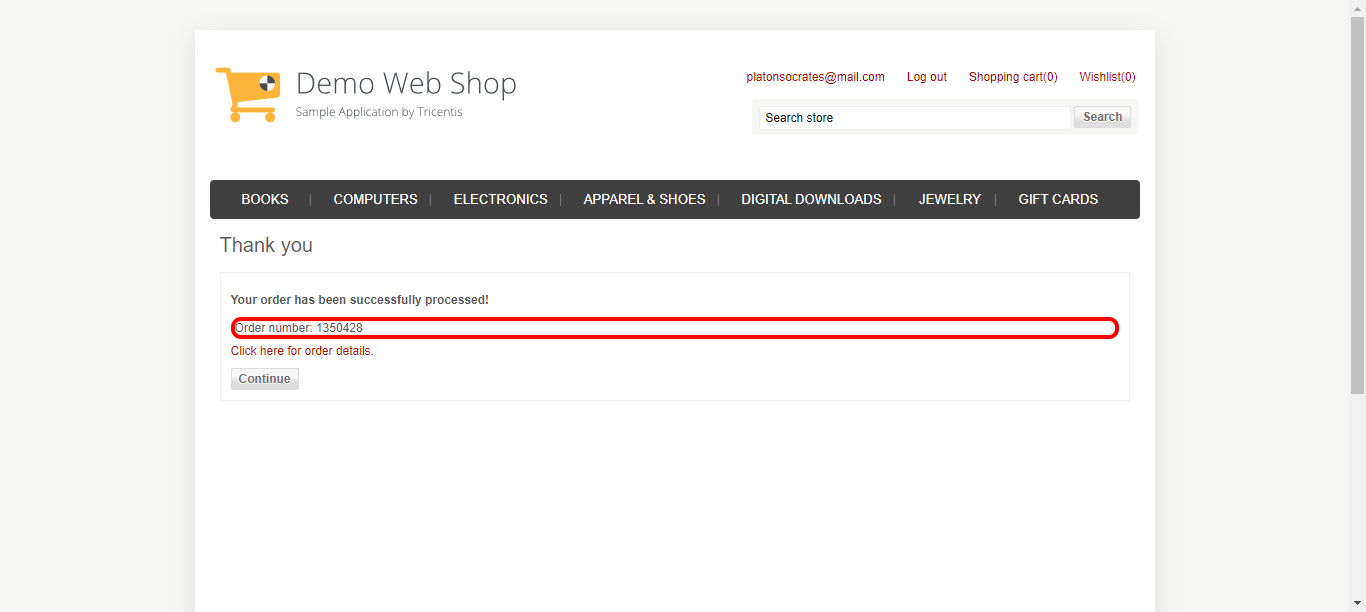 Demo Web Shop
Sample Application by Tricentis
platonsocrates@mail.com Log out Shopping cart(0) Wishlist(0)
Search store Search
BOOKS COMPUTERS ELECTRONICS APPAREL & SHOES DIGITAL DOWNLOADS JEWELRY GIFT CARDS
Thank you
Your order has been successfully processed!
Order number: 1350428
Click here for order details.
Continue